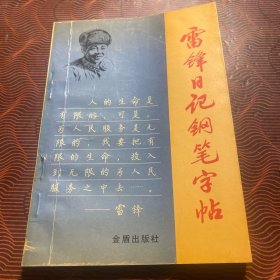 雷锋日记钢笔字帖
人的生命是
有限的,可是,
为人民服务是无
限的,我要把有
限的生命,投入
到无限的为人民
服务之中去……。
——雷锋
金盾出版社